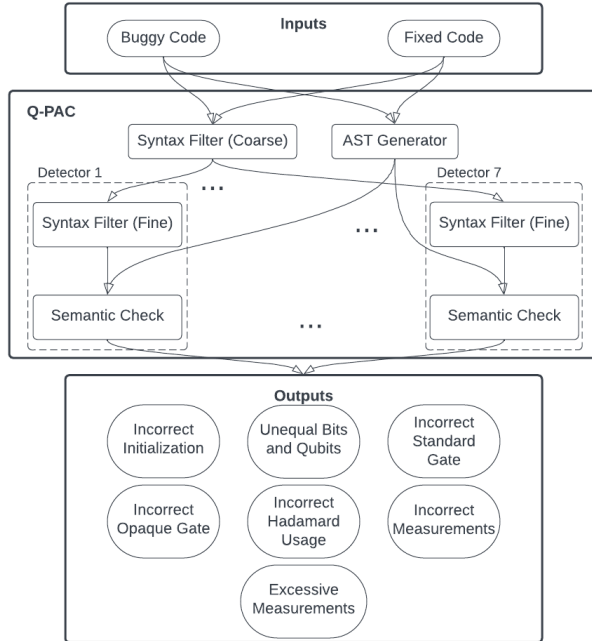 Inputs
Buggy Code
Fixed Code
Q-PAC
Syntax Filter (Coarse)
AST Generator
Detector 1
...
Detector 7
Syntax Filter (Fine)
...
Syntax Filter (Fine)
Semantic Check
...
Semantic Check
Outputs
Incorrect
Initialization
Unequal Bits
and Qubits
Incorrect
Standard
Gate
Incorrect
Opaque Gate
Incorrect
Hadamard
Usage
Incorrect
Measurements
Excessive
Measurements